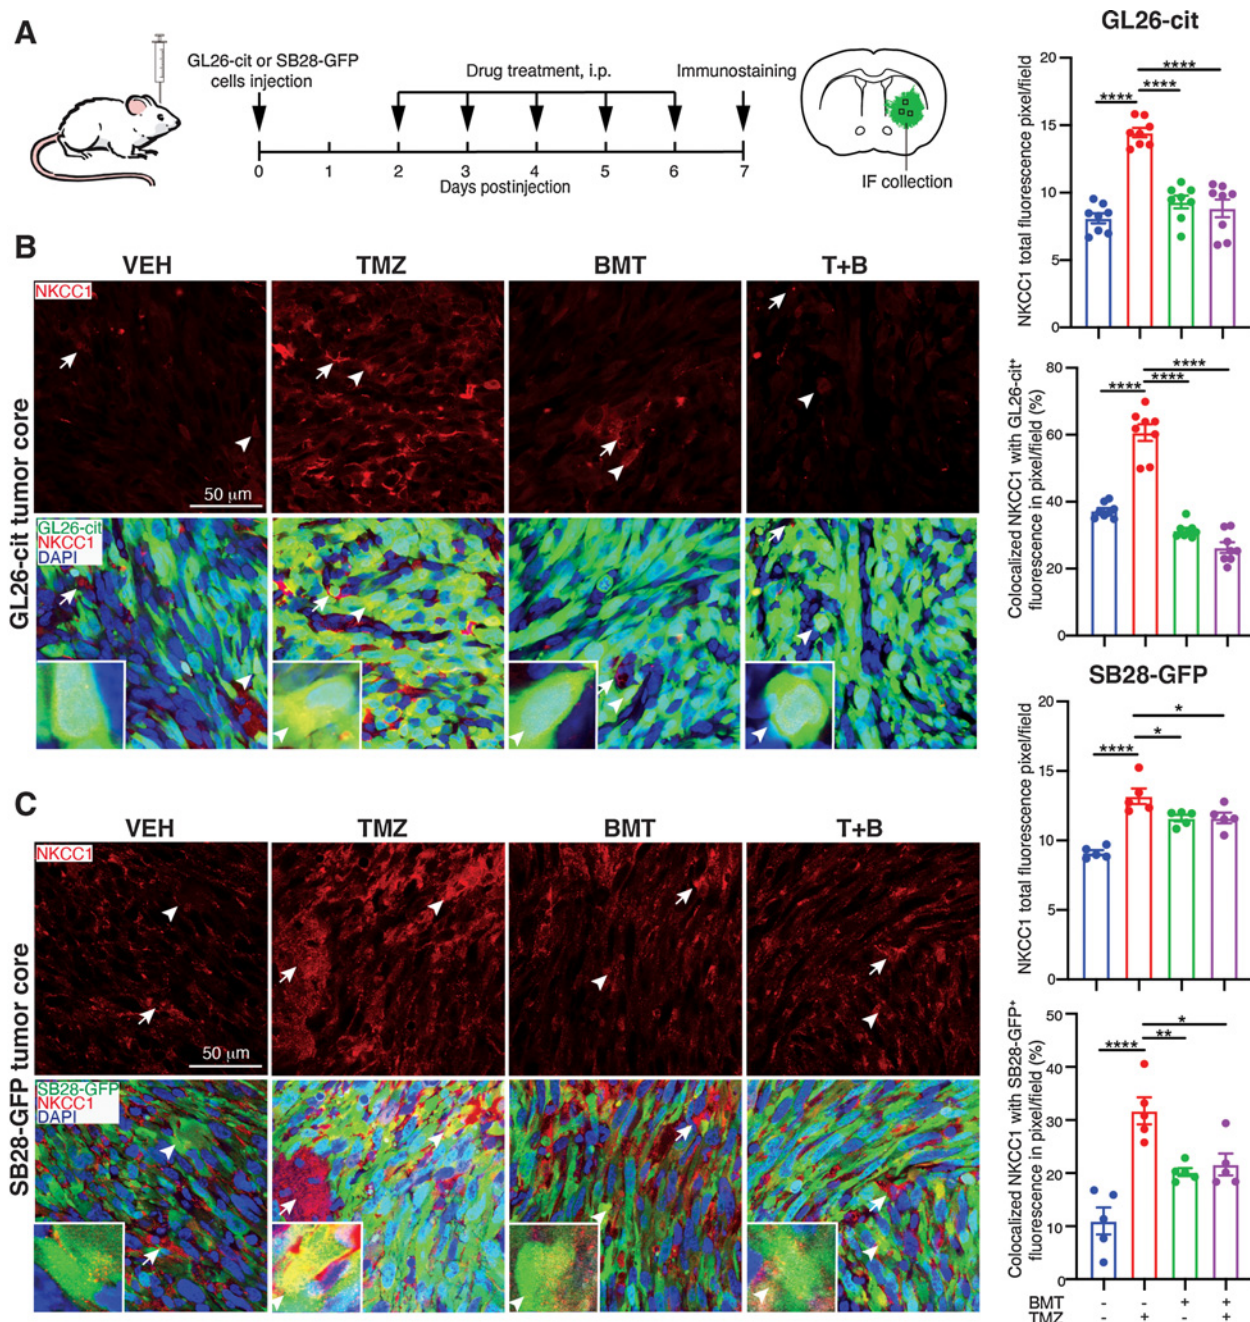 A
GL26-cit or SB28-GFP
cells injection
Drug treatment, i.p.
Immunostaining
0 1 2 3 4 5 6 7
Days postinjection
IF collection
B
VEH TMZ BMT T+B
GL26-cit tumor core
NKCC1
50 μm
GL26-cit
NKCC1
DAPI
C
VEH TMZ BMT T+B
SB28-GFP tumor core
NKCC1
50 μm
SB28-GFP
NKCC1
DAPI
GL26-cit
NKCC1 total fluorescence pixel/field
20
15
10
5
0
****
****
****
Colocalized NKCC1 with GL26-cit+
fluorescence in pixel/field (%)
80
60
40
20
0
****
****
****
SB28-GFP
NKCC1 total fluorescence pixel/field
20
15
10
5
0
*
*
****
Colocalized NKCC1 with SB28-GFP+
fluorescence in pixel/field (%)
50
40
30
20
10
0
*
**
****
BMT - - + +
TMZ - + - +